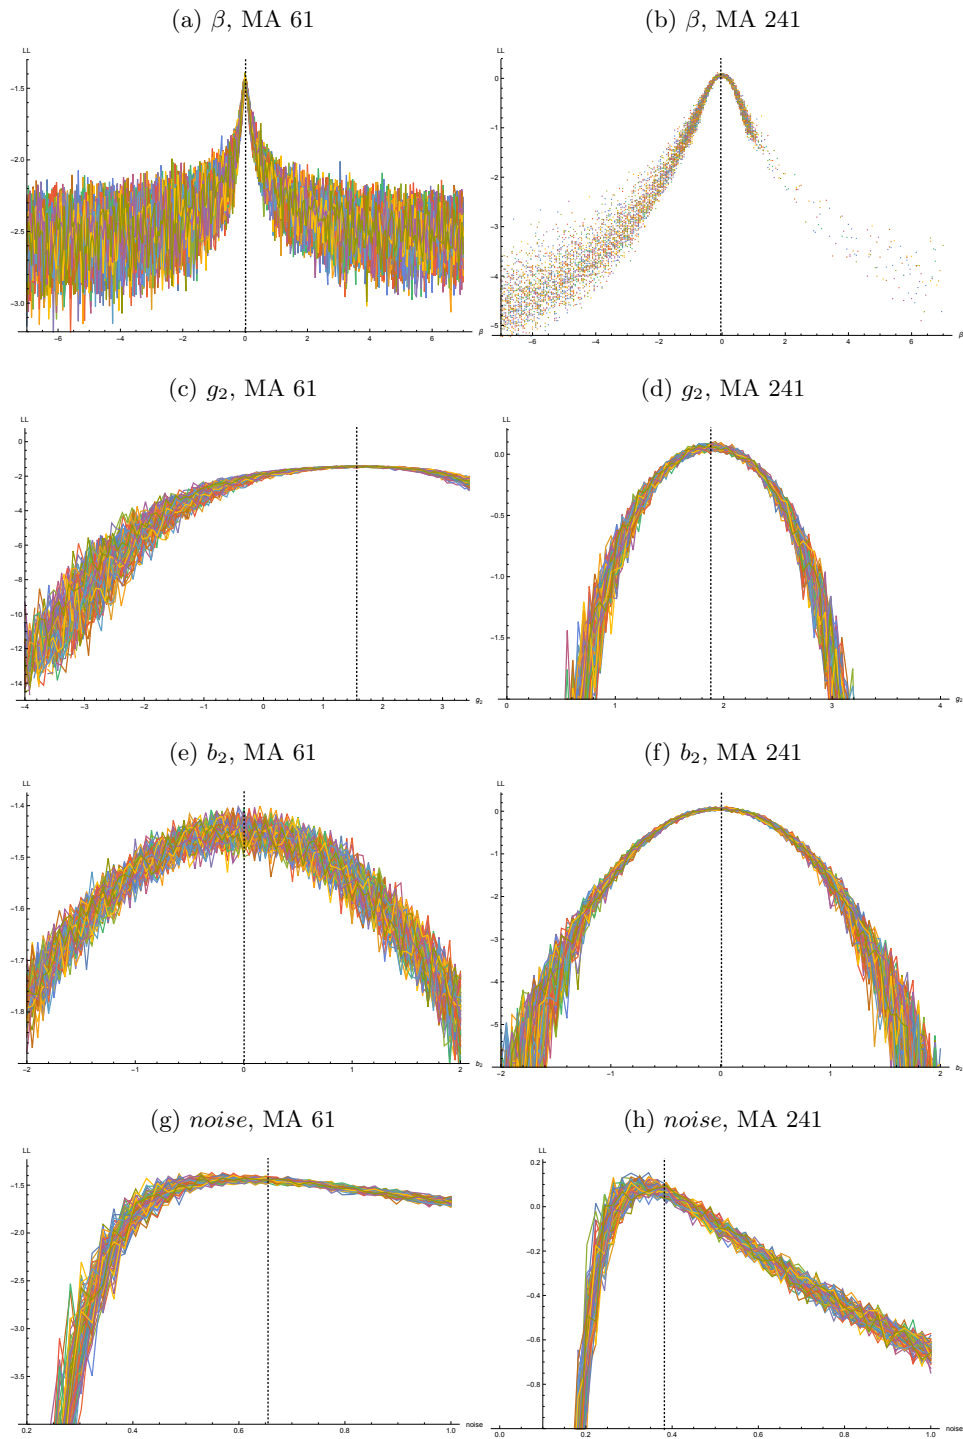 (a) β, MA 61
(b) β, MA 241
LL
-1.5
-2.0
-2.5
-3.0
-6 -4 -2 0 2 4 6 β
LL
0
-1
-2
-3
-4
-5
-6 -4 -2 0 2 4 6 β
(c) g₂, MA 61
(d) g₂, MA 241
LL
0
-2
-4
-6
-8
-10
-12
-14
-4 -3 -2 -1 0 1 2 3 g₂
LL
0.0
-0.5
-1.0
-1.5
0 1 2 3 4 g₂
(e) b₂, MA 61
(f) b₂, MA 241
LL
-1.4
-1.5
-1.6
-1.7
-1.8
-2 -1 0 1 2 b₂
LL
0
-1
-2
-3
-4
-5
-2 -1 0 1 2 b₂
(g) noise, MA 61
(h) noise, MA 241
LL
-1.5
-2.0
-2.5
-3.0
-3.5
0.2 0.4 0.6 0.8 1.0 noise
LL
0.2
0.0
-0.2
-0.4
-0.6
-0.8
0.0 0.2 0.4 0.6 0.8 1.0 noise